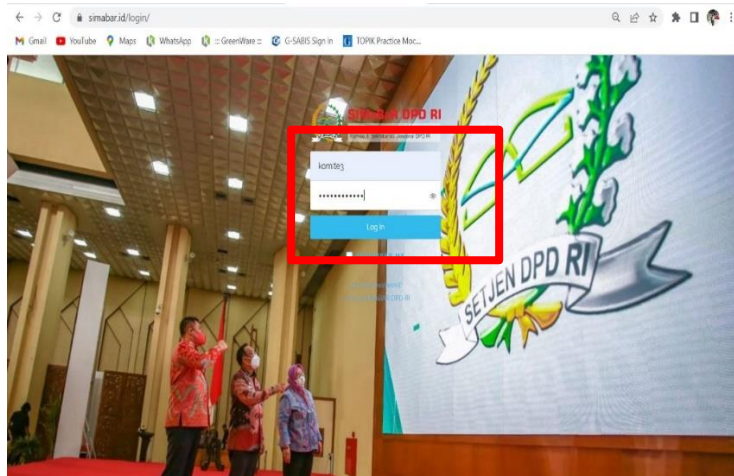 simabar.id/login/
Gmail YouTube Maps WhatsApp ::: GreenWare ::: G-SABIS Sign in TOPIK Practice Moc...
SiMaBaR DPD RI
komite3
••••••••••••
Log In
SETJEN DPD RI